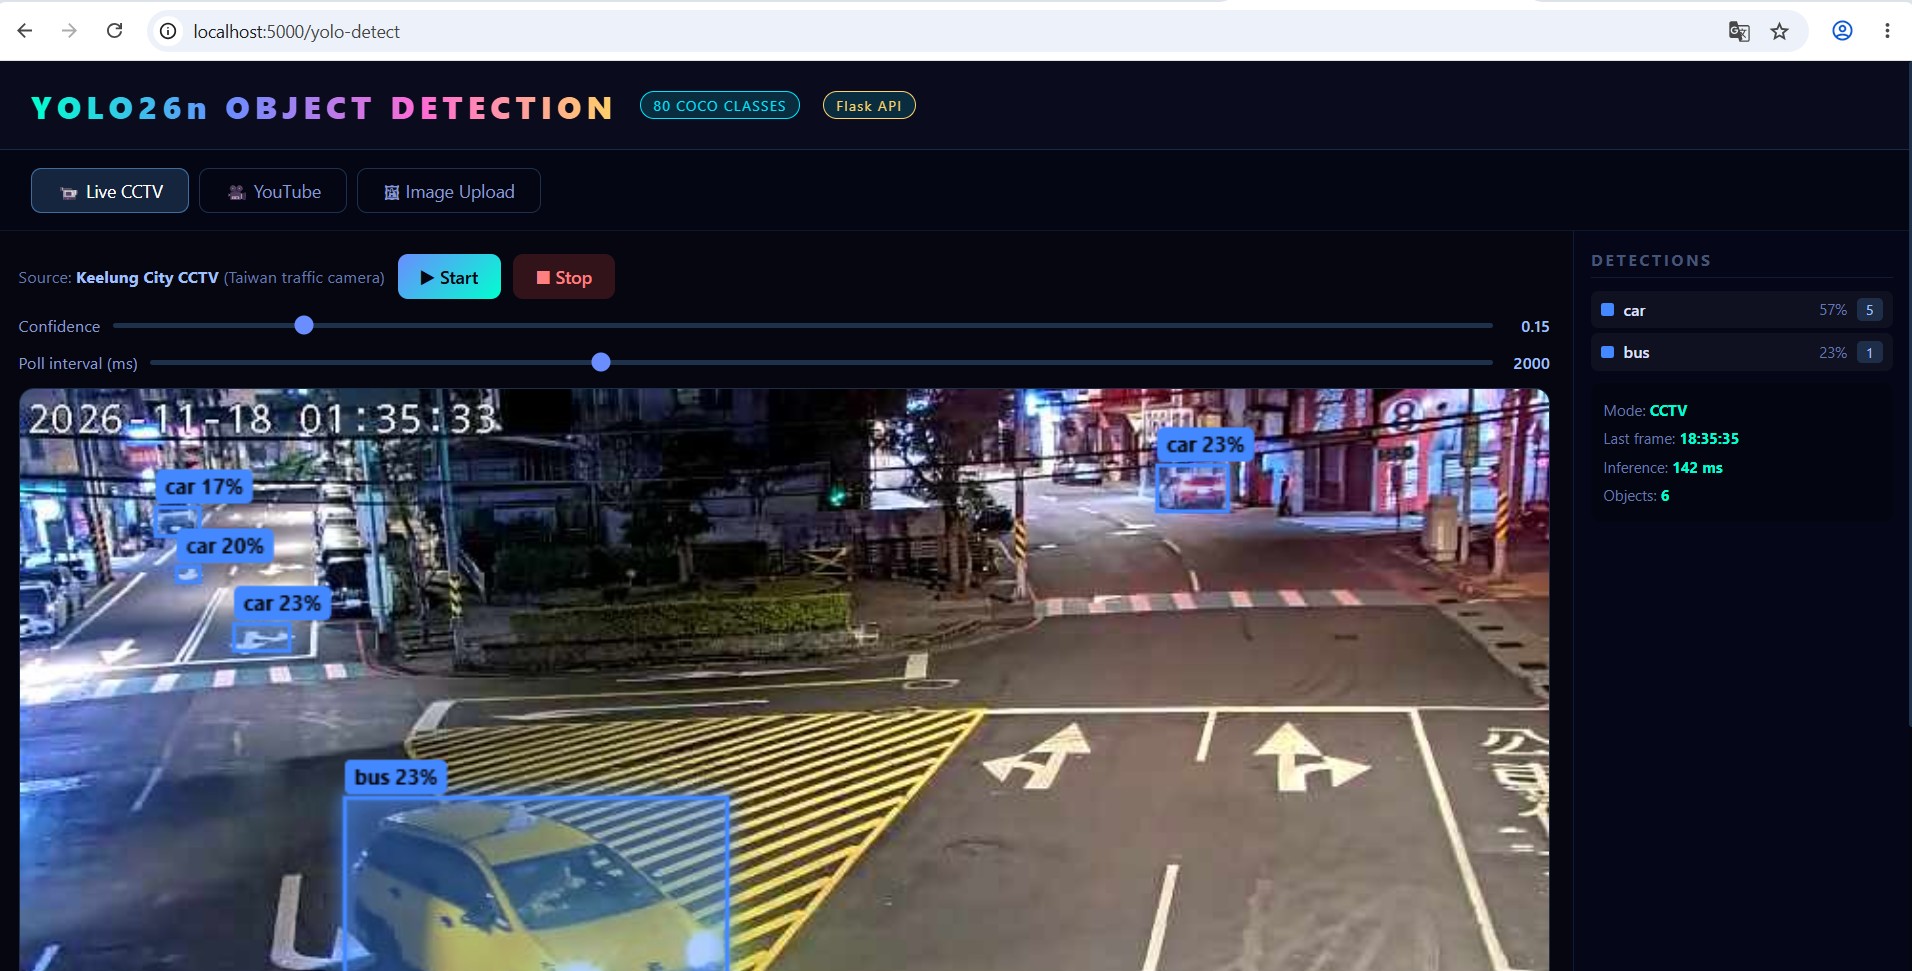 localhost:5000/yolo-detect
YOLO26n OBJECT DETECTION
80 COCO CLASSES
Flask API
Live CCTV
YouTube
Image Upload
Source: Keelung City CCTV (Taiwan traffic camera)
▶ Start
■ Stop
Confidence
0.15
Poll interval (ms)
2000
2026-11-18 01:35:33
car 17%
car 20%
car 23%
car 23%
bus 23%
8
公
DETECTIONS
car 57% 5
bus 23% 1
Mode: CCTV
Last frame: 18:35:35
Inference: 142 ms
Objects: 6